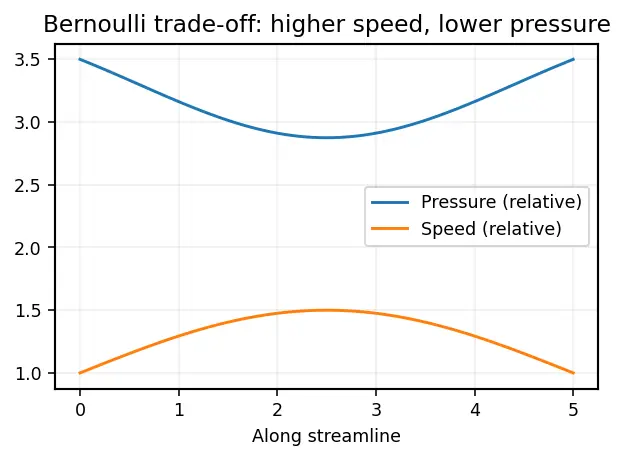 Bernoulli trade-off: higher speed, lower pressure
3.5
3.0
2.5
2.0
1.5
1.0
Pressure (relative)
Speed (relative)
0 1 2 3 4 5
Along streamline